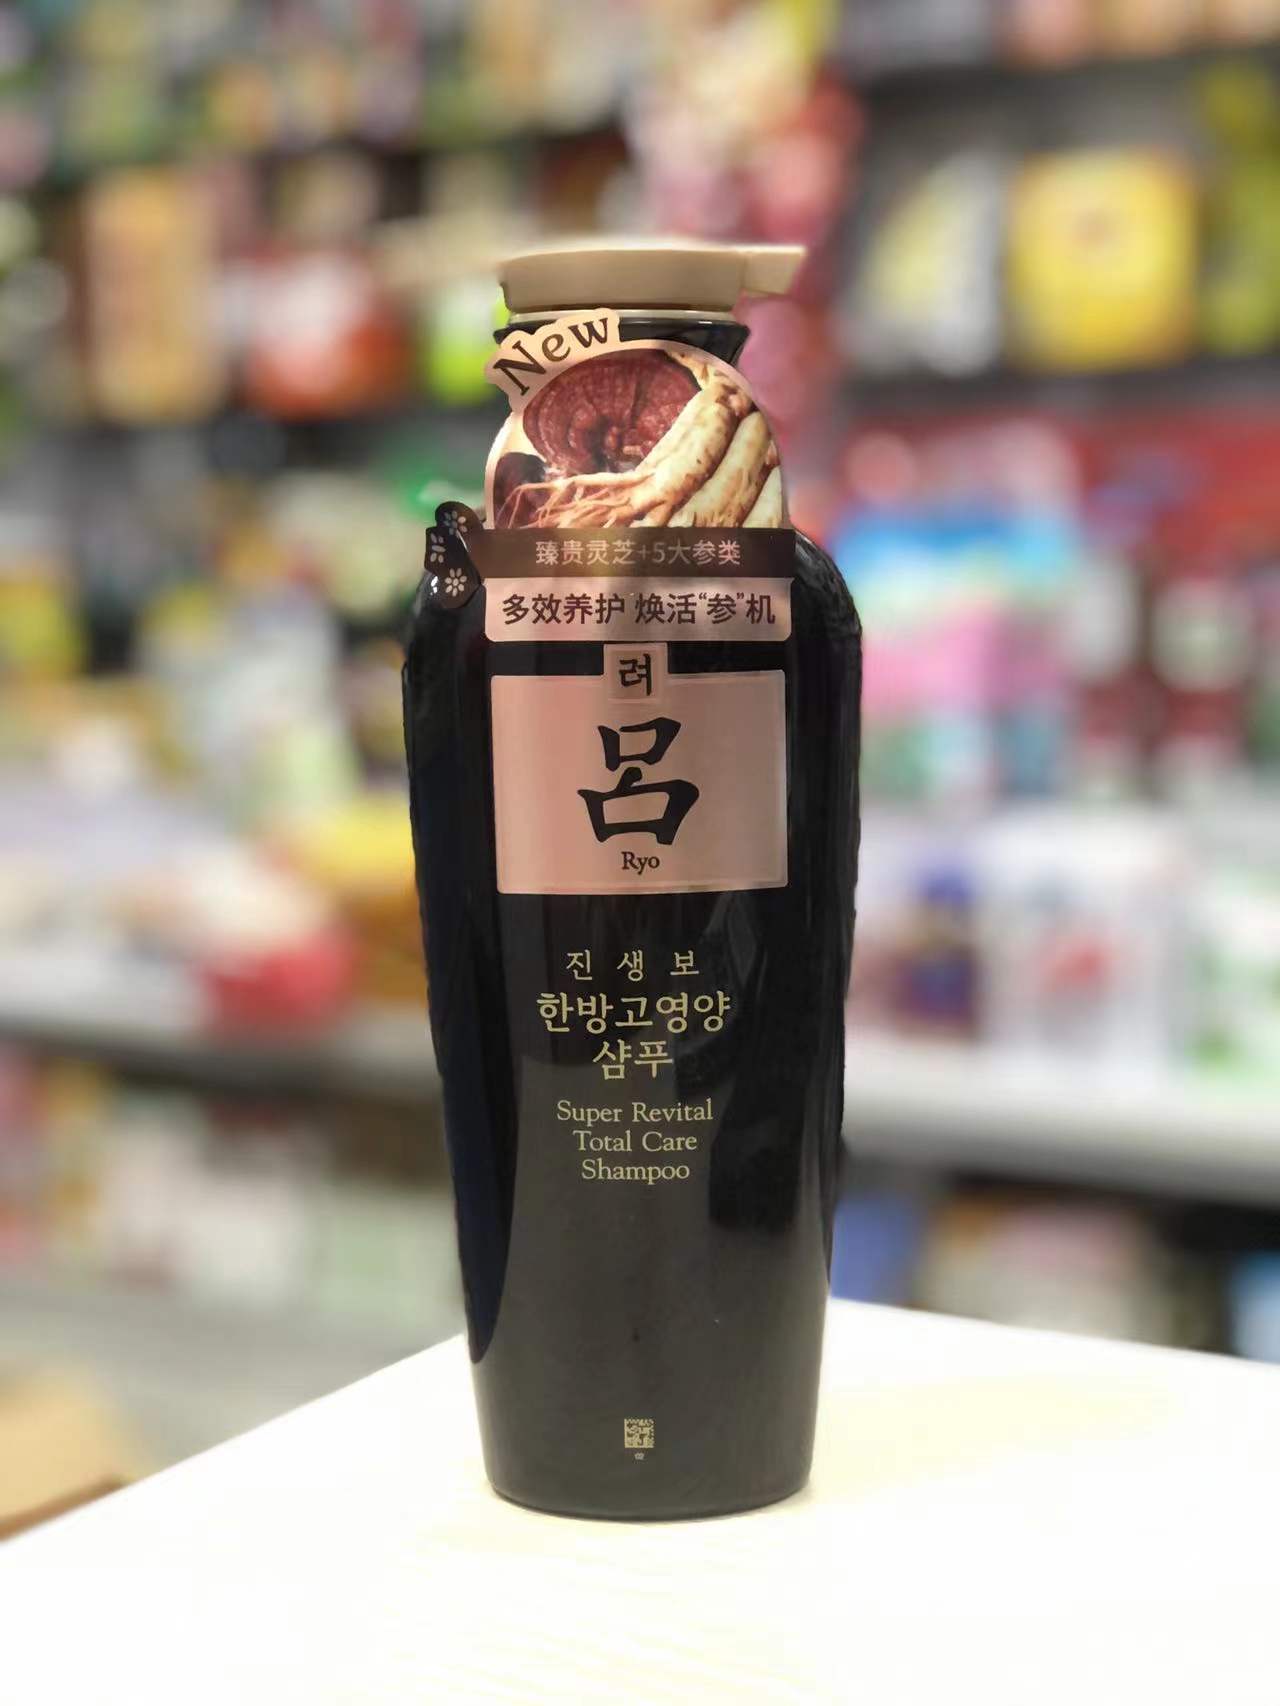 New
臻贵灵芝+5大参类
多效养护 焕活“参”机
려
呂
Ryo
진생보
한방고영양
샴푸
Super Revital
Total Care
Shampoo